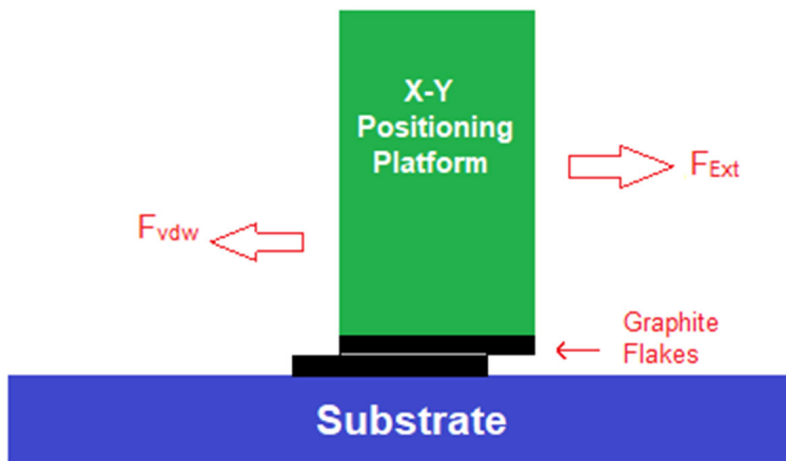 X-Y
Positioning
Platform
FExt
Fvdw
Graphite
Flakes
Substrate